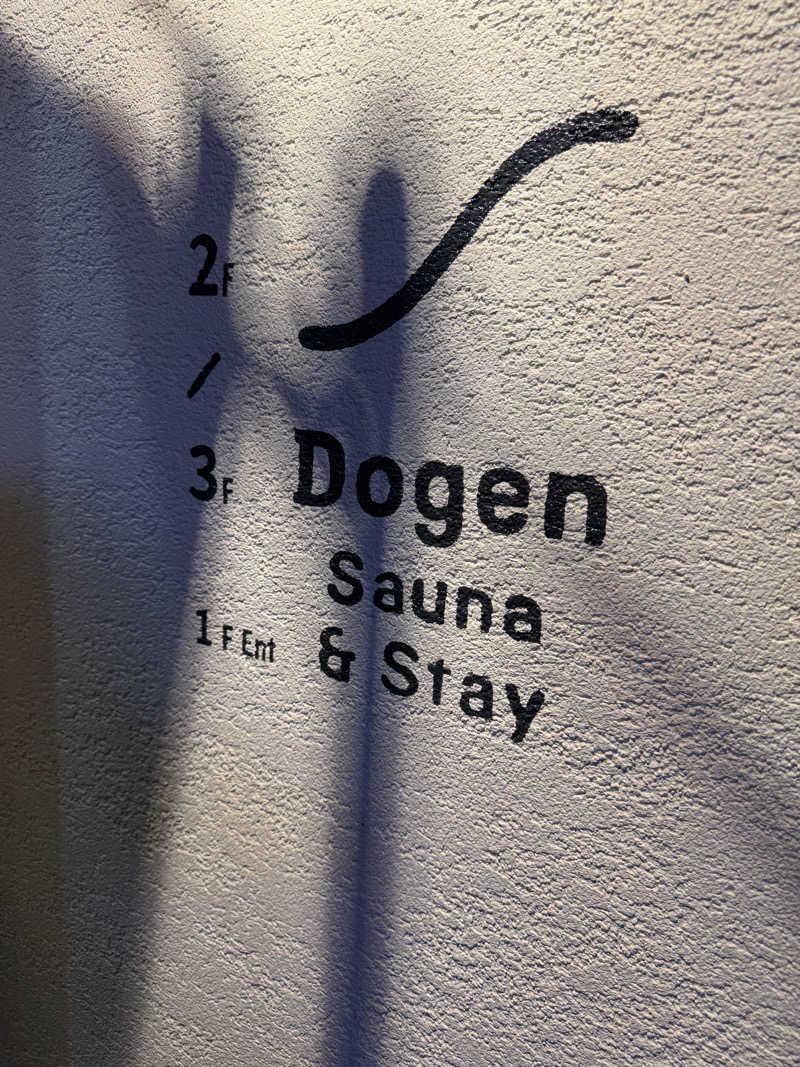 2F
/
3F
1F Ent
Dogen
Sauna
& Stay